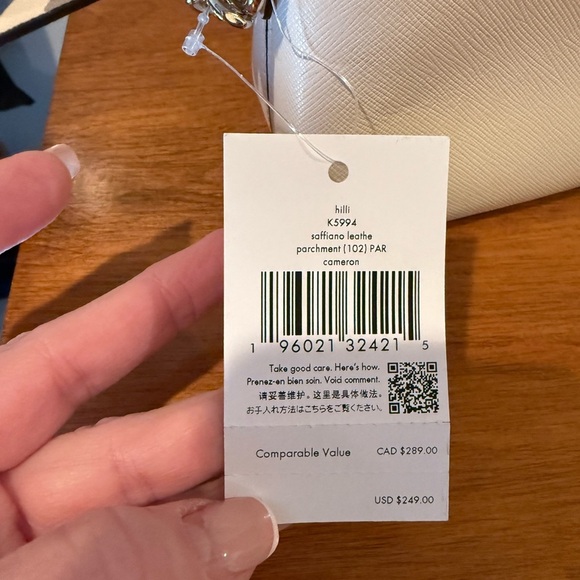 hilli
K5994
saffiano leathe
parchment (102) PAR
cameron
1 96021 32421 5
Take good care. Here's how.
Prenez-en bien soin. Voici comment.
请妥善维护。这里是具体做法。
お手入れ方法はこちらをご覧ください。
Comparable Value CAD $289.00
USD $249.00